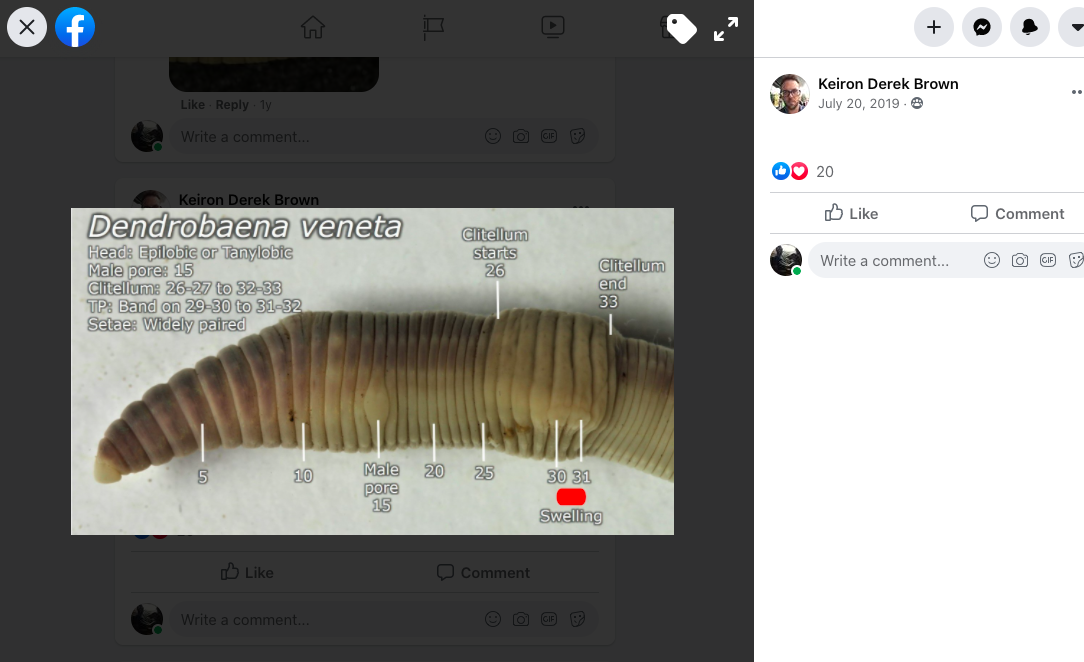 Like · Reply · 1y
Write a comment...
GIF
Keiron Derek Brown
Dendrobaena veneta
Head: Epilobic or Tanylobic
Male pore: 15
Clitellum: 26-27 to 32-33
TP: Band on 29-30 to 31-32
Setae: Widely paired
Clitellum
starts
26
Clitellum
end
33
5
10
Male
pore
15
20
25
30 31
Swelling
Like
Comment
Write a comment...
GIF
Keiron Derek Brown
July 20, 2019 ·
20
Like
Comment
Write a comment...
GIF